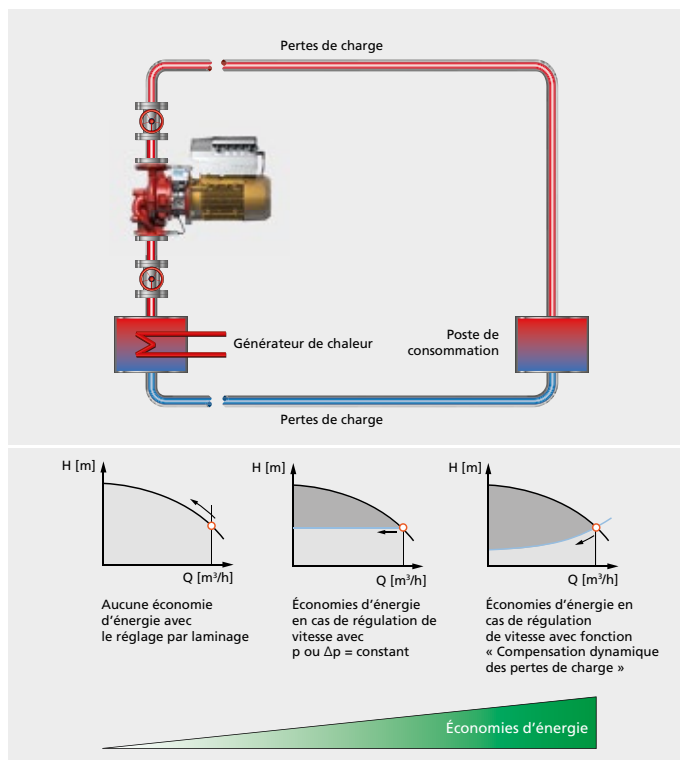 Pertes de charge
Générateur de chaleur
Poste de
consommation
Pertes de charge
H [m]
Q [m³/h]
Aucune économie
d'énergie avec
le réglage par laminage
H [m]
Q [m³/h]
Économies d'énergie
en cas de régulation de
vitesse avec
p ou Δp = constant
H [m]
Q [m³/h]
Économies d'énergie en
cas de régulation
de vitesse avec fonction
« Compensation dynamique
des pertes de charge »
Économies d'énergie